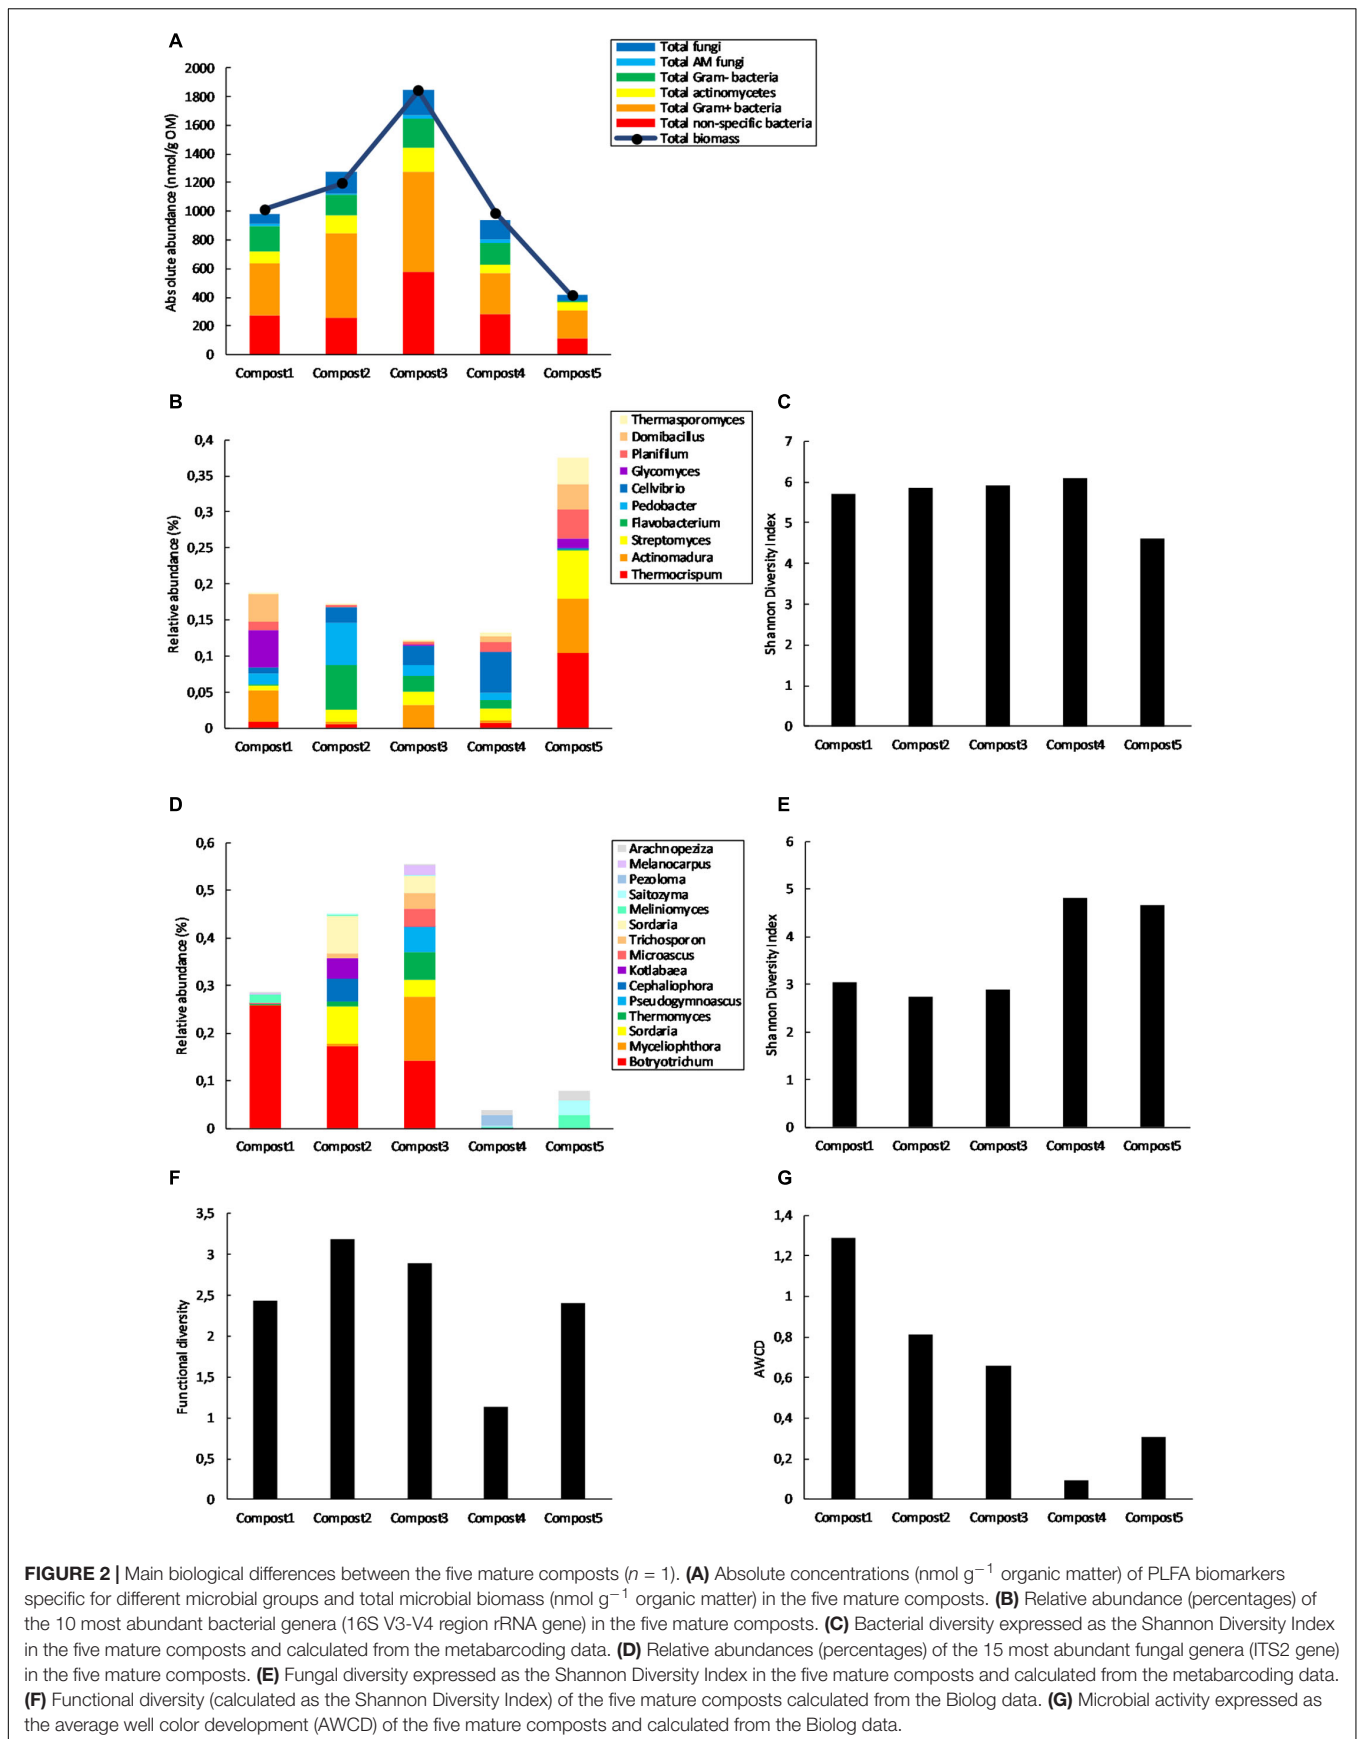 A
Total fungi
Total AM fungi
Total Gram- bacteria
Total actinomycetes
Total Gram+ bacteria
Total non-specific bacteria
Total biomass
Absolute abundance (nmol/g OM)
2000
1800
1600
1400
1200
1000
800
600
400
200
0
Compost1 Compost2 Compost3 Compost4 Compost5
B
Thermasporomyces
Domibacillus
Planifilum
Glycomyces
Cellvibrio
Pedobacter
Flavobacterium
Streptomyces
Actinomadura
Thermocrispum
Relative abundance (%)
0,4
0,35
0,3
0,25
0,2
0,15
0,1
0,05
0
Compost1 Compost2 Compost3 Compost4 Compost5
C
Shannon Diversity Index
7
6
5
4
3
2
1
0
Compost1 Compost2 Compost3 Compost4 Compost5
D
Arachnopeziza
Melanocarpus
Pezoloma
Saitozyma
Meliniomyces
Sordaria
Trichosporon
Microascus
Kotlabaea
Cephaliophora
Pseudogymnoascus
Thermomyces
Sordaria
Myceliophthora
Botryotrichum
Relative abundance (%)
0,6
0,5
0,4
0,3
0,2
0,1
0
Compost1 Compost2 Compost3 Compost4 Compost5
E
Shannon Diversity Index
6
5
4
3
2
1
0
Compost1 Compost2 Compost3 Compost4 Compost5
F
Functional diversity
3,5
3
2,5
2
1,5
1
0,5
0
Compost1 Compost2 Compost3 Compost4 Compost5
G
AWCD
1,4
1,2
1
0,8
0,6
0,4
0,2
0
Compost1 Compost2 Compost3 Compost4 Compost5
FIGURE 2 | Main biological differences between the five mature composts (n = 1). (A) Absolute concentrations (nmol g−1 organic matter) of PLFA biomarkers
specific for different microbial groups and total microbial biomass (nmol g−1 organic matter) in the five mature composts. (B) Relative abundance (percentages) of
the 10 most abundant bacterial genera (16S V3-V4 region rRNA gene) in the five mature composts. (C) Bacterial diversity expressed as the Shannon Diversity Index
in the five mature composts and calculated from the metabarcoding data. (D) Relative abundances (percentages) of the 15 most abundant fungal genera (ITS2 gene)
in the five mature composts. (E) Fungal diversity expressed as the Shannon Diversity Index in the five mature composts and calculated from the metabarcoding data.
(F) Functional diversity (calculated as the Shannon Diversity Index) of the five mature composts calculated from the Biolog data. (G) Microbial activity expressed as
the average well color development (AWCD) of the five mature composts and calculated from the Biolog data.